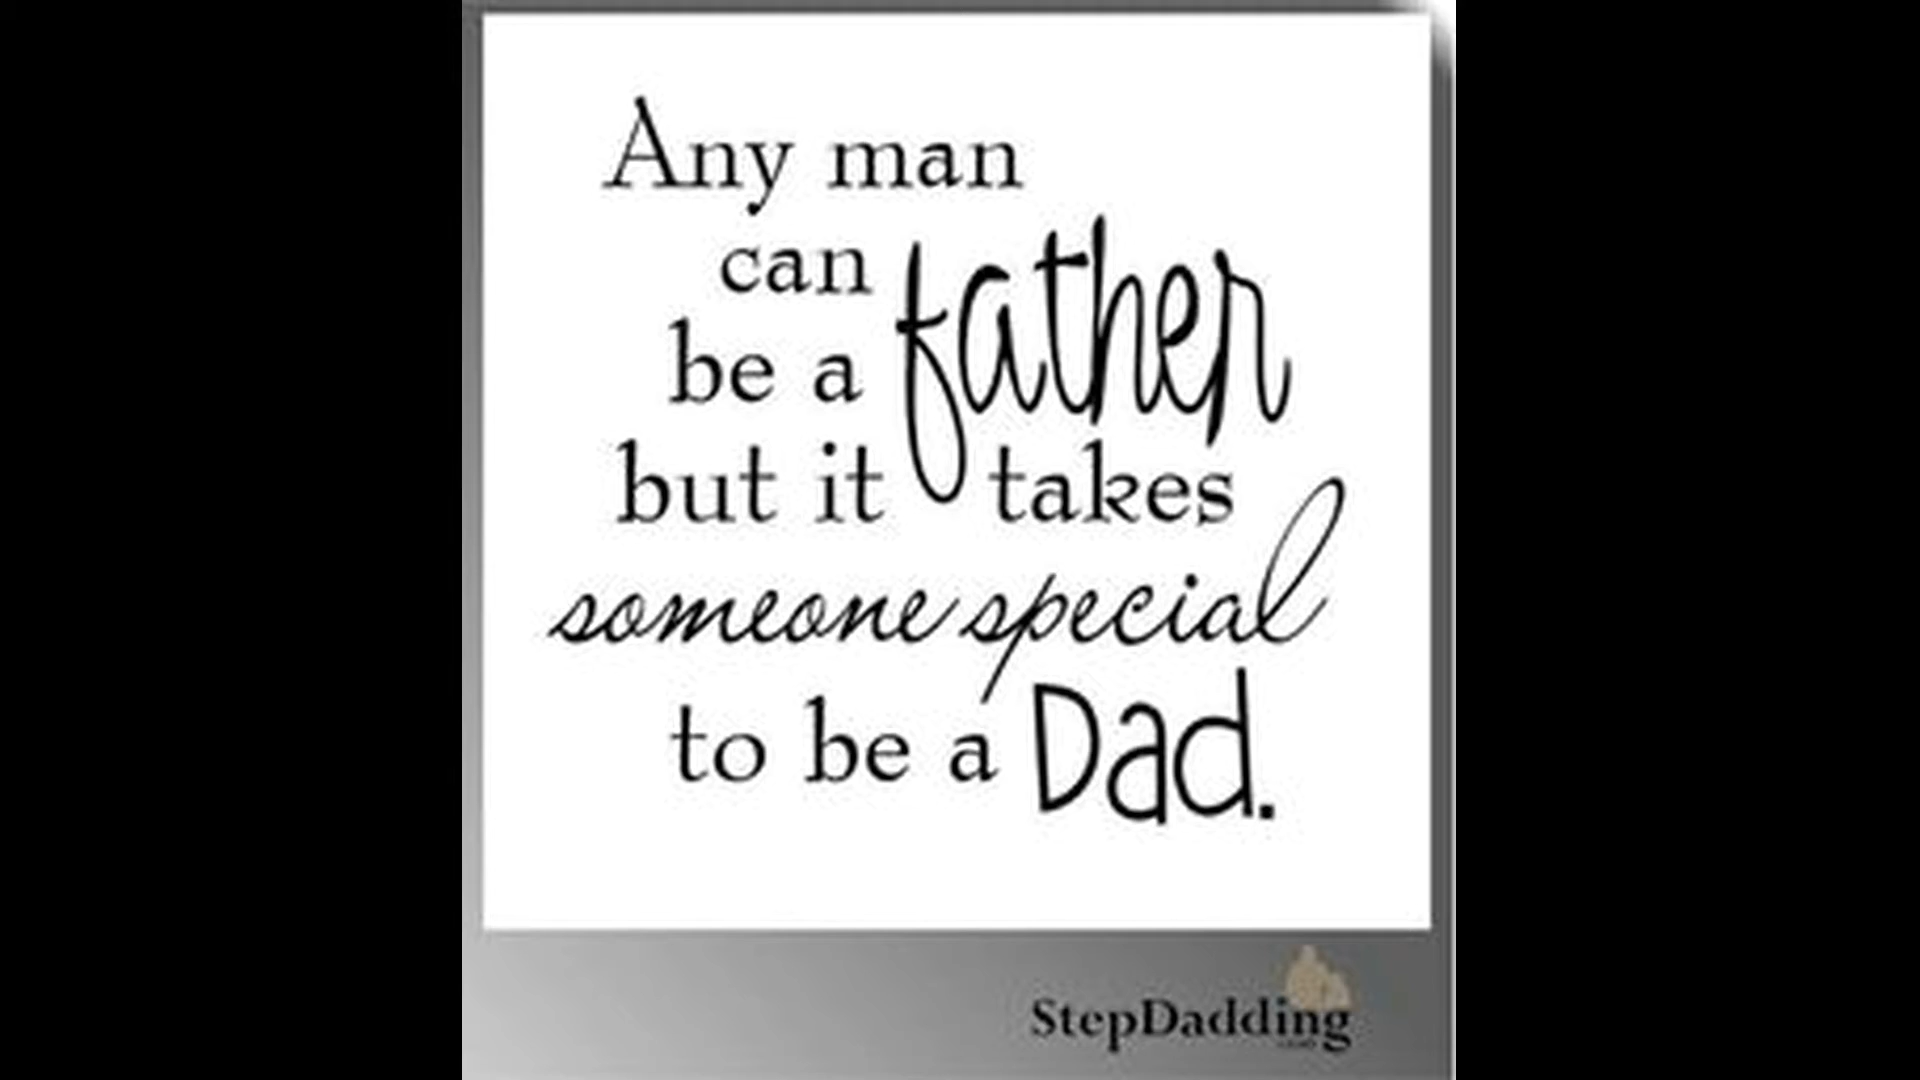 Any man
can father
be a
but it takes
someone special
to be a Dad.
StepDadding